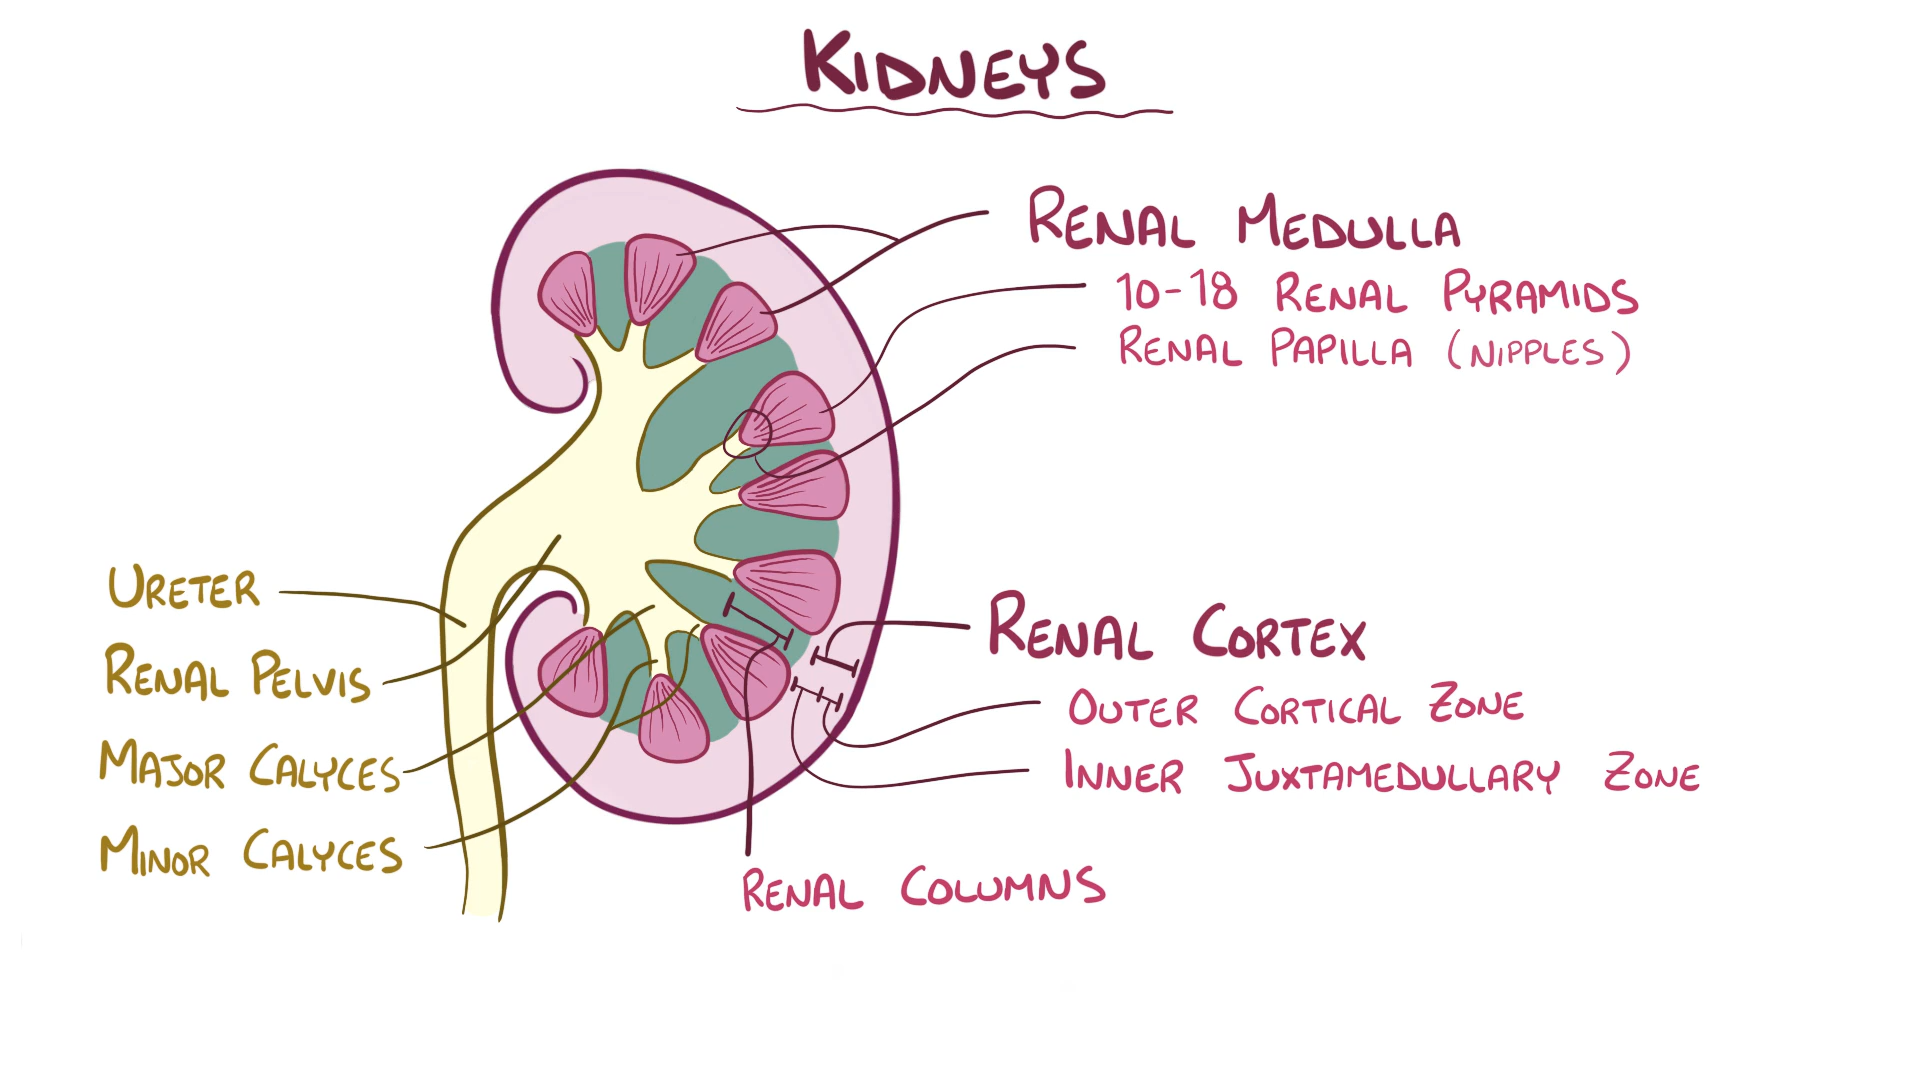 KIDNEYS
RENAL MEDULLA
10-18 RENAL PYRAMIDS
RENAL PAPILLA (NIPPLES)
URETER
RENAL PELVIS
MAJOR CALYCES
MINOR CALYCES
RENAL CORTEX
OUTER CORTICAL ZONE
INNER JUXTAMEDULLARY ZONE
RENAL COLUMNS